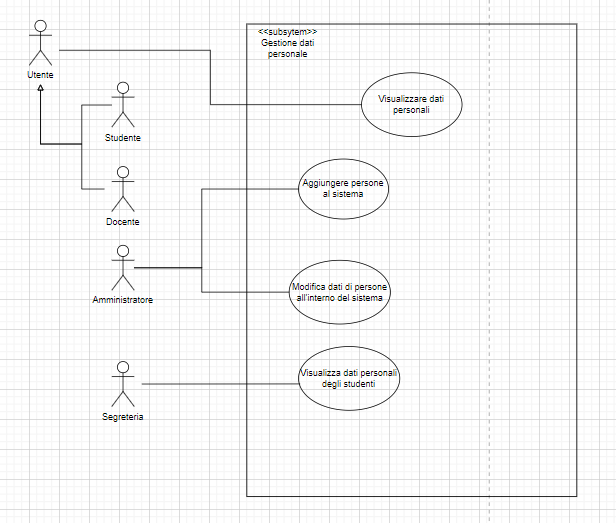 <<subsytem>>
Gestione dati
personale
Utente
Visualizzare dati
personali
Studente
Aggiungere persone
al sistema
Docente
Modifica dati di persone
all'interno del sistema
Amministratore
Visualizza dati personali
degli studenti
Segreteria